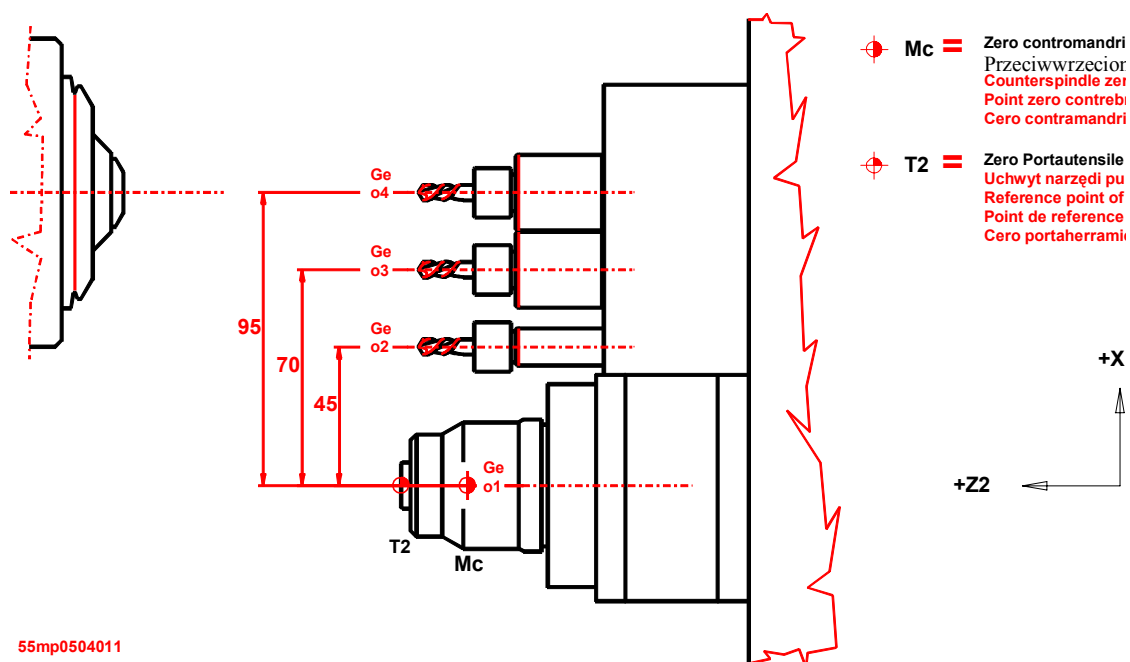 Mc = Zero contromandri
Przeciwwrzecion
Counterspindle zer
Point zero contreb
Cero contramandri
T2 = Zero Portautensile
Uchwyt narzędi pu
Reference point of
Point de reference
Cero portaherramie
Ge
o4
Ge
o3
95
Ge
o2
70
+X
45
Ge
o1
+Z2
T2
Mc
55mp0504011